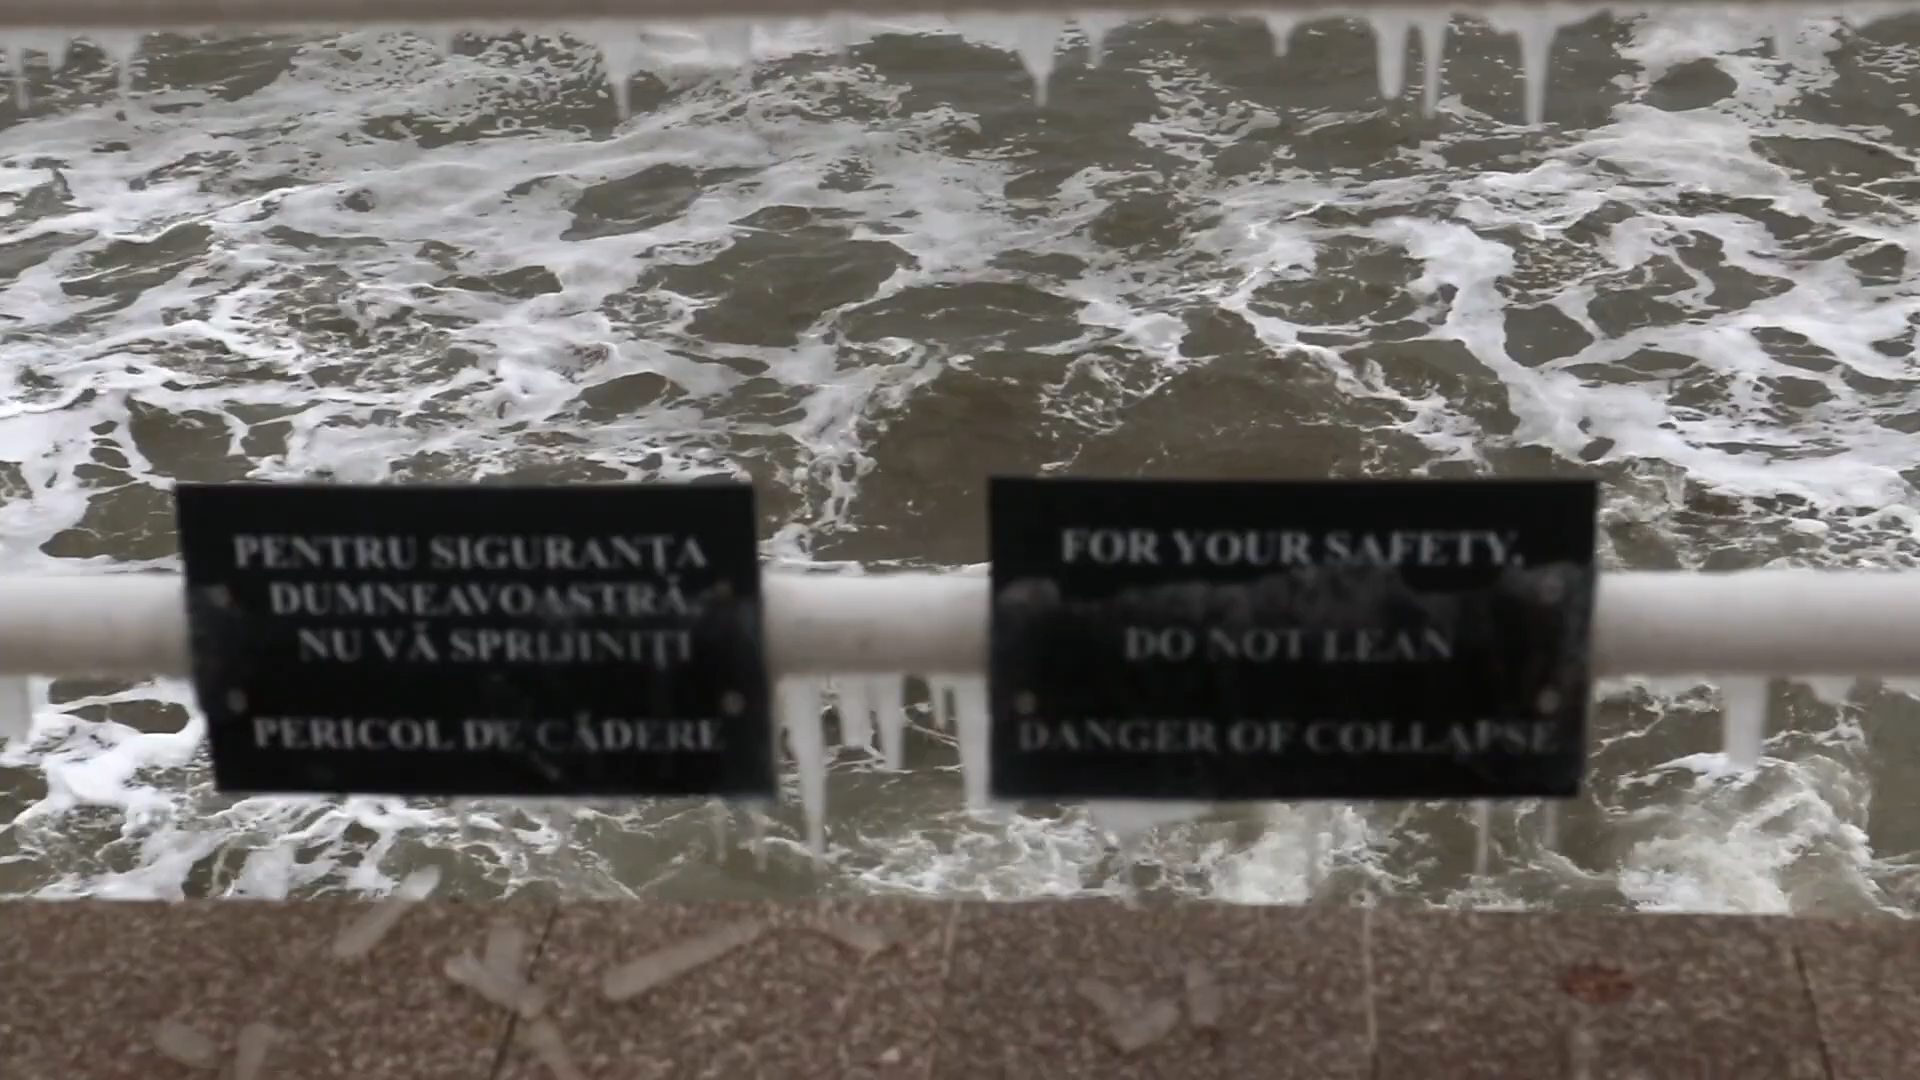 PENTRU SIGURANȚA
DUMNEAVOASTRĂ,
NU VĂ SPRIJINIȚI
PERICOL DE CĂDERE
FOR YOUR SAFETY,
DO NOT LEAN
DANGER OF COLLAPSE